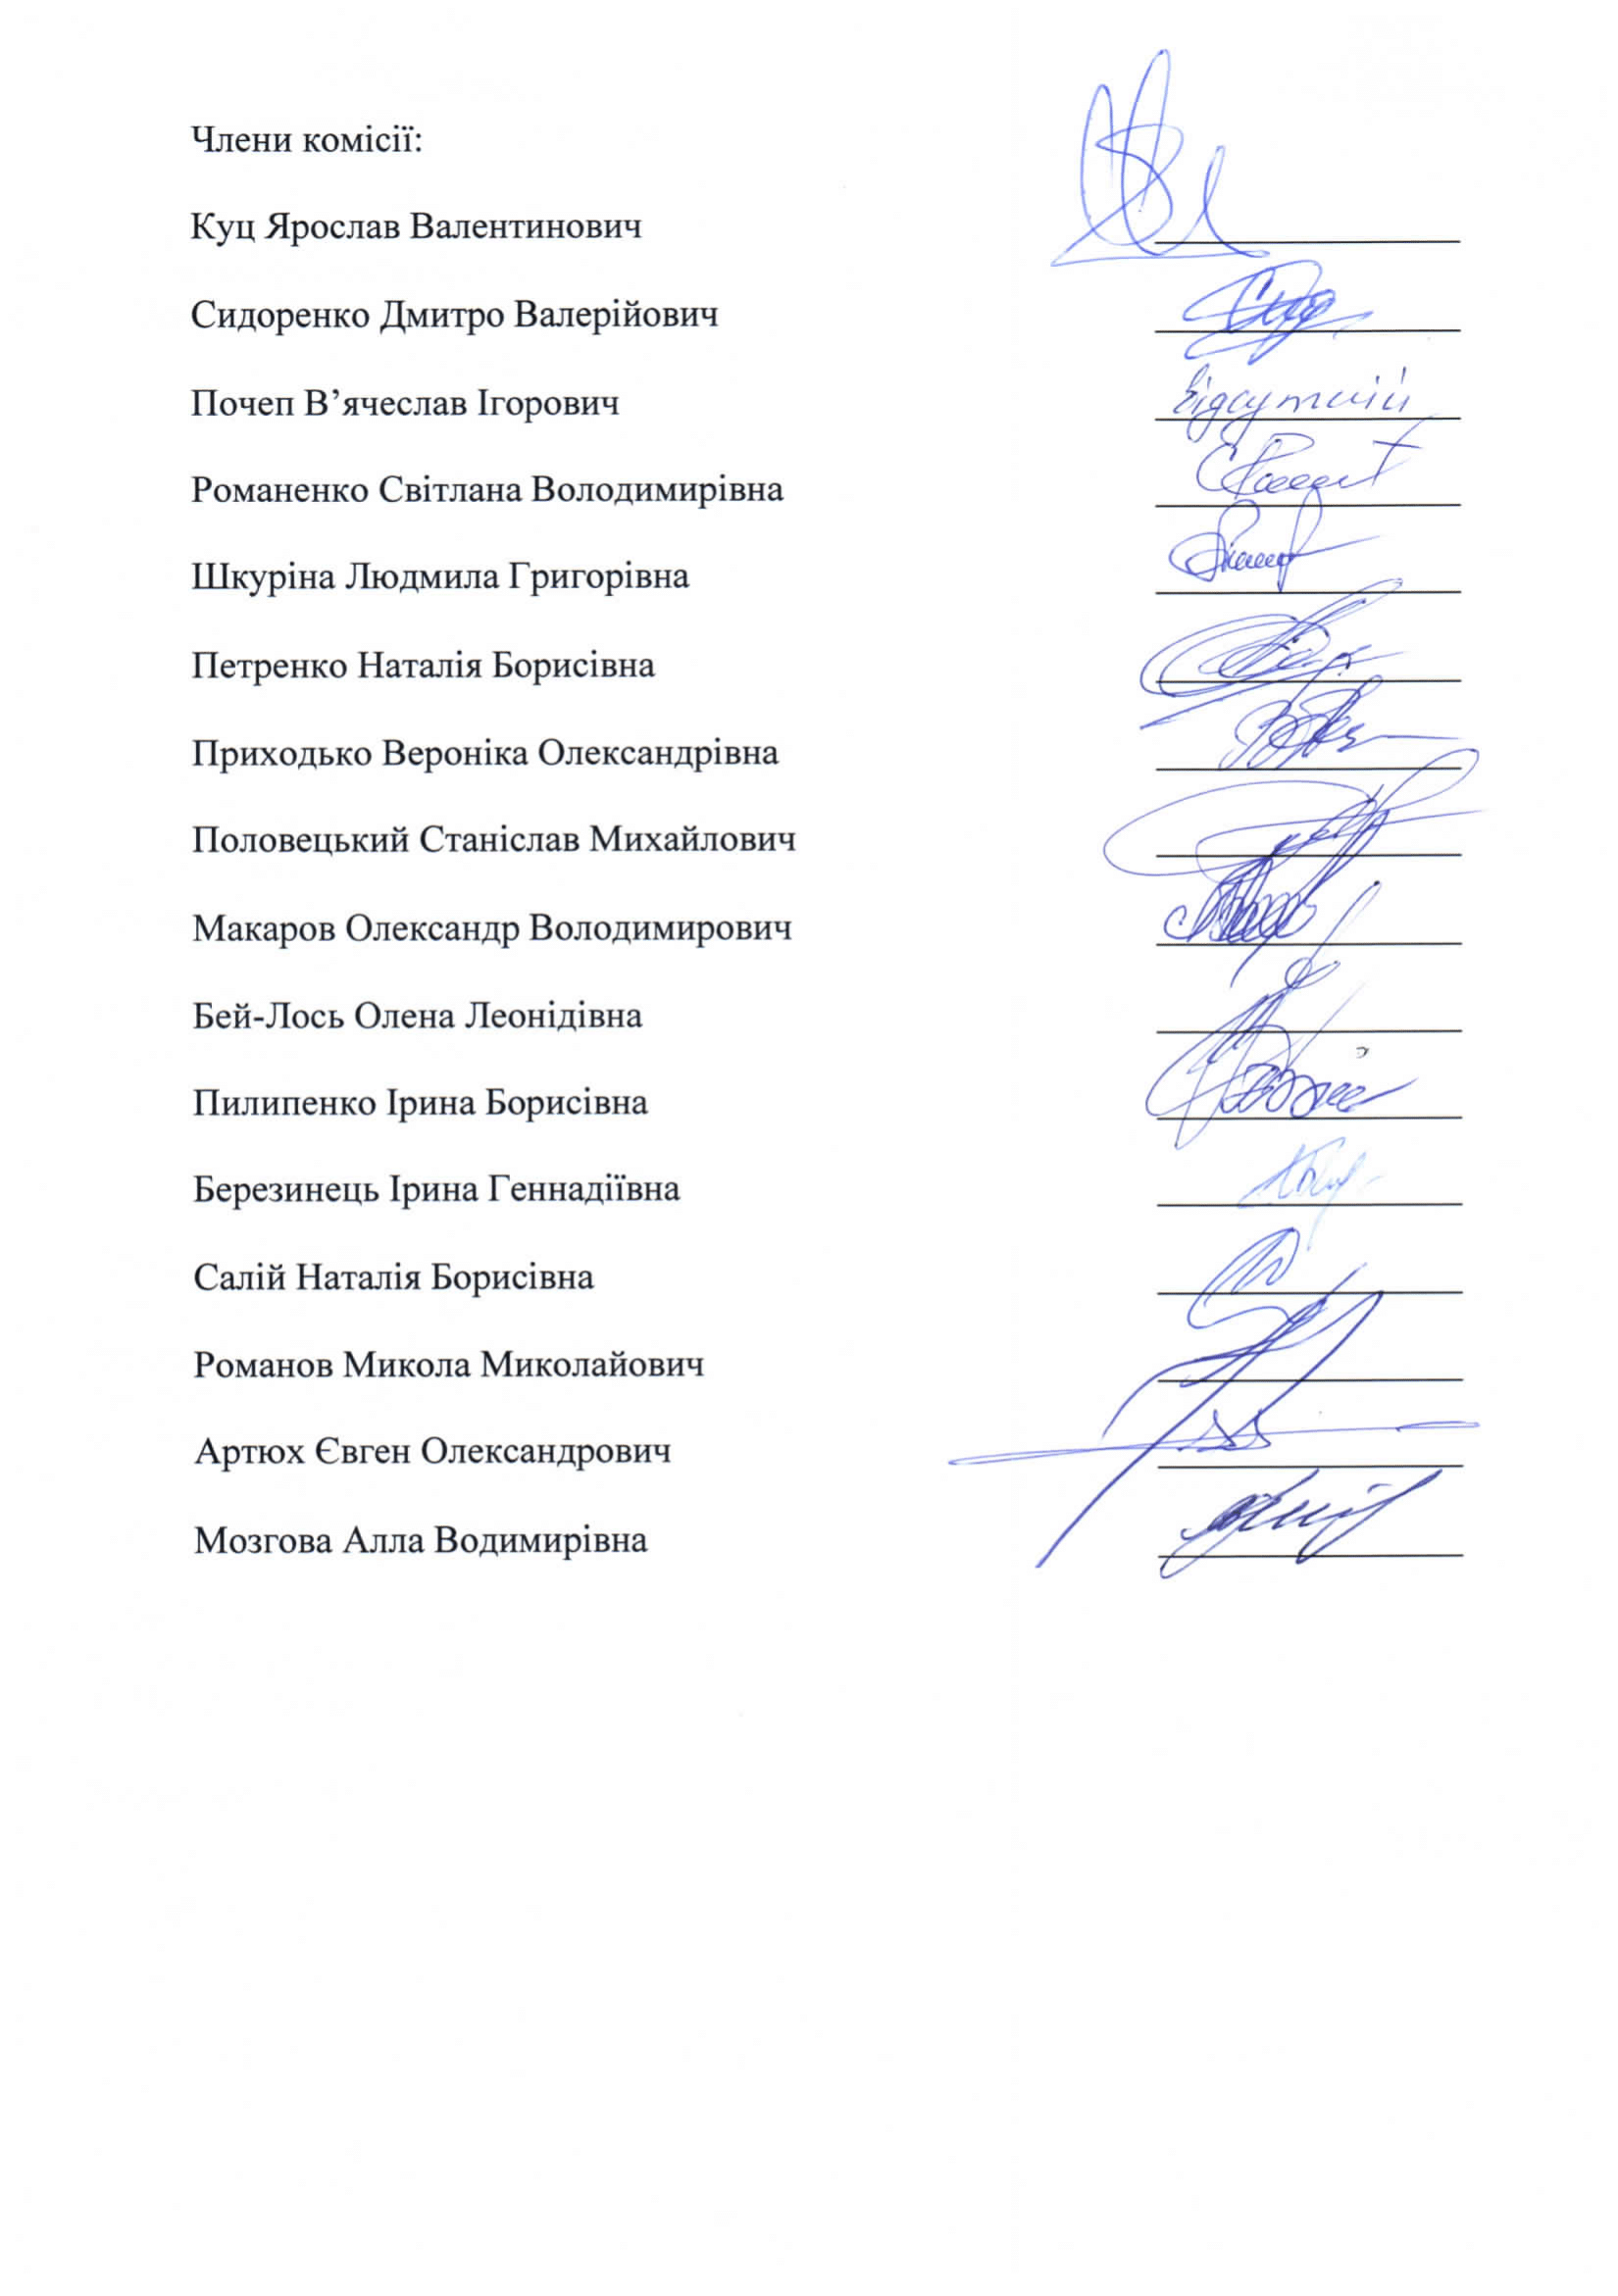 Члени комісії:
Куц Ярослав Валентинович
Сидоренко Дмитро Валерійович
Почеп В’ячеслав Ігорович відсутній
Романенко Світлана Володимирівна
Шкуріна Людмила Григорівна
Петренко Наталія Борисівна
Приходько Вероніка Олександрівна
Половецький Станіслав Михайлович
Макаров Олександр Володимирович
Бей-Лось Олена Леонідівна
Пилипенко Ірина Борисівна
Березинець Ірина Геннадіївна
Салій Наталія Борисівна
Романов Микола Миколайович
Артюх Євген Олександрович
Мозгова Алла Водимирівна